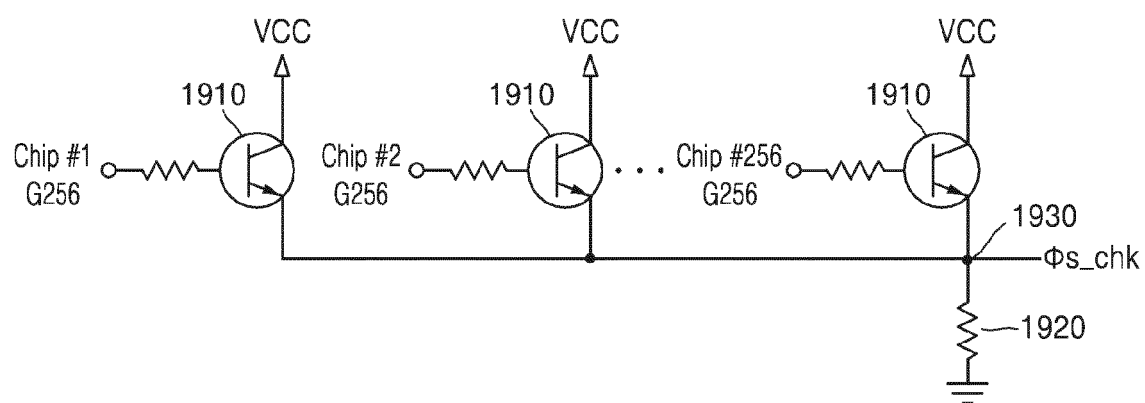 VCC
VCC
VCC
1910
1910
1910
Chip #1
G256
Chip #2
G256
. . .
Chip #256
G256
1930
Φs_chk
1920